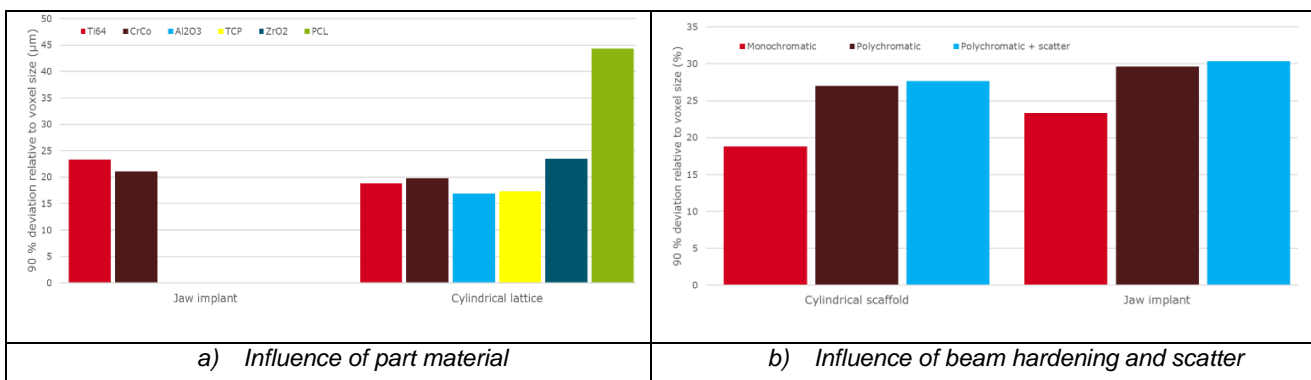 50
45
40
35
30
25
20
15
10
5
0
90 % deviation relative to voxel size (µm)
Ti64 CrCo Al2O3 TCP ZrO2 PCL
Jaw implant Cylindrical lattice
a) Influence of part material
35
30
25
20
15
10
5
0
90 % deviation relative to voxel size (%)
Monochromatic Polychromatic Polychromatic + scatter
Cylindrical scaffold Jaw implant
b) Influence of beam hardening and scatter